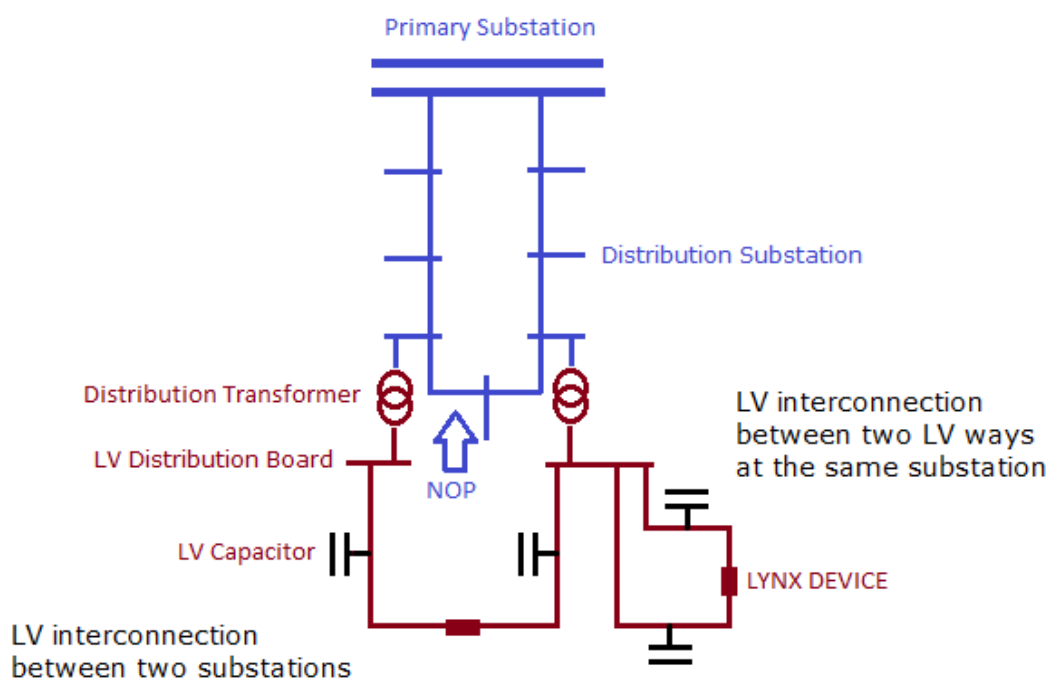 Primary Substation
Distribution Substation
Distribution Transformer
LV interconnection
between two LV ways
at the same substation
LV Distribution Board
NOP
LV Capacitor
LYNX DEVICE
LV interconnection
between two substations